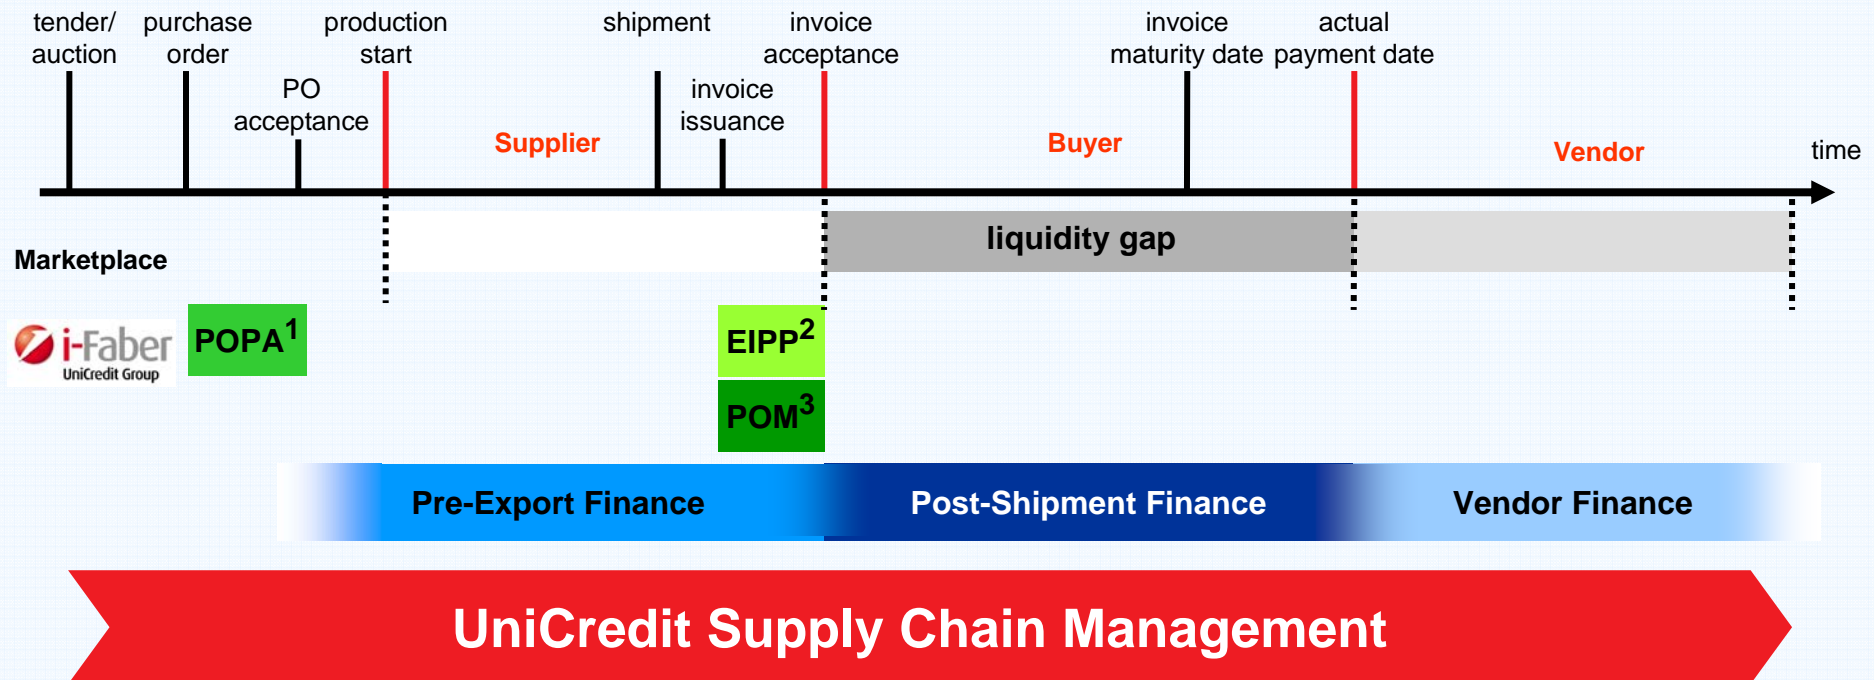 tender/
auction
purchase
order
PO
acceptance
production
start
shipment
invoice
issuance
invoice
acceptance
invoice
maturity date
actual
payment date
Supplier
Buyer
Vendor
time
liquidity gap
Marketplace
i-Faber
UniCredit Group
POPA1
EIPP2
POM3
Pre-Export Finance
Post-Shipment Finance
Vendor Finance
UniCredit Supply Chain Management